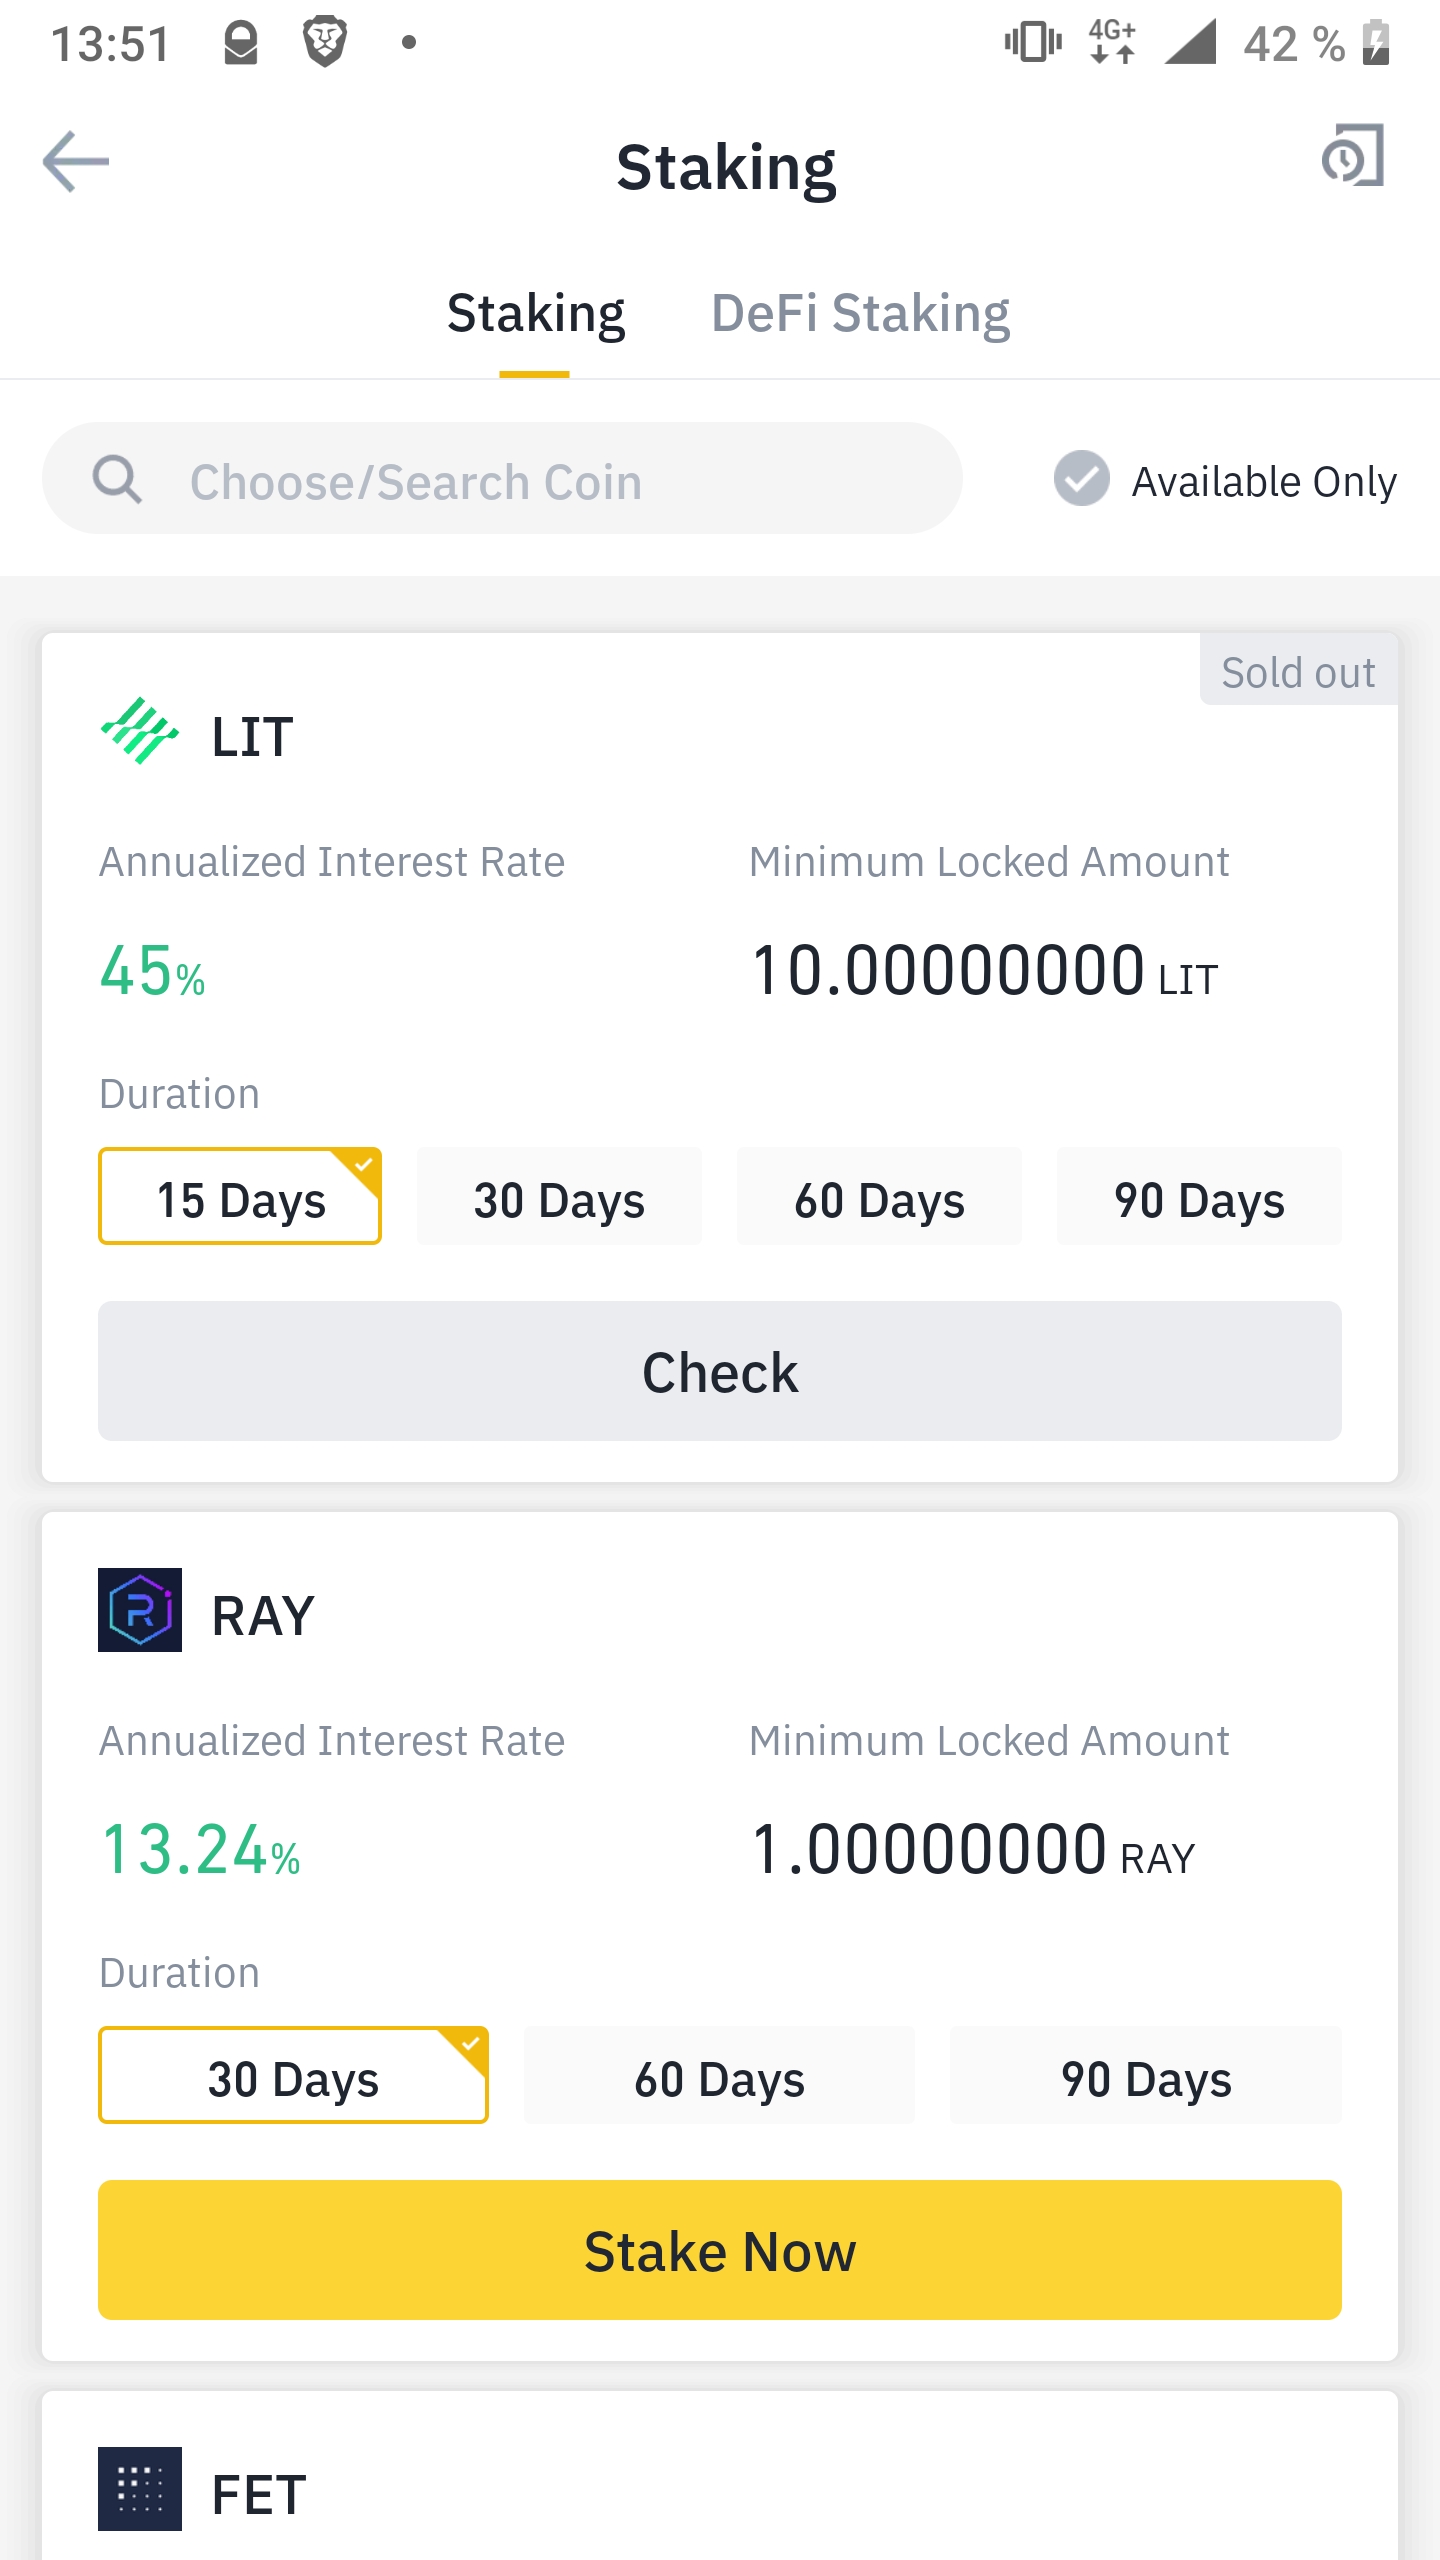 13:51 4G+ 42 %
Staking
Staking DeFi Staking
Choose/Search Coin Available Only
Sold out
LIT
Annualized Interest Rate Minimum Locked Amount
45% 10.00000000 LIT
Duration
15 Days 30 Days 60 Days 90 Days
Check
RAY
Annualized Interest Rate Minimum Locked Amount
13.24% 1.00000000 RAY
Duration
30 Days 60 Days 90 Days
Stake Now
FET